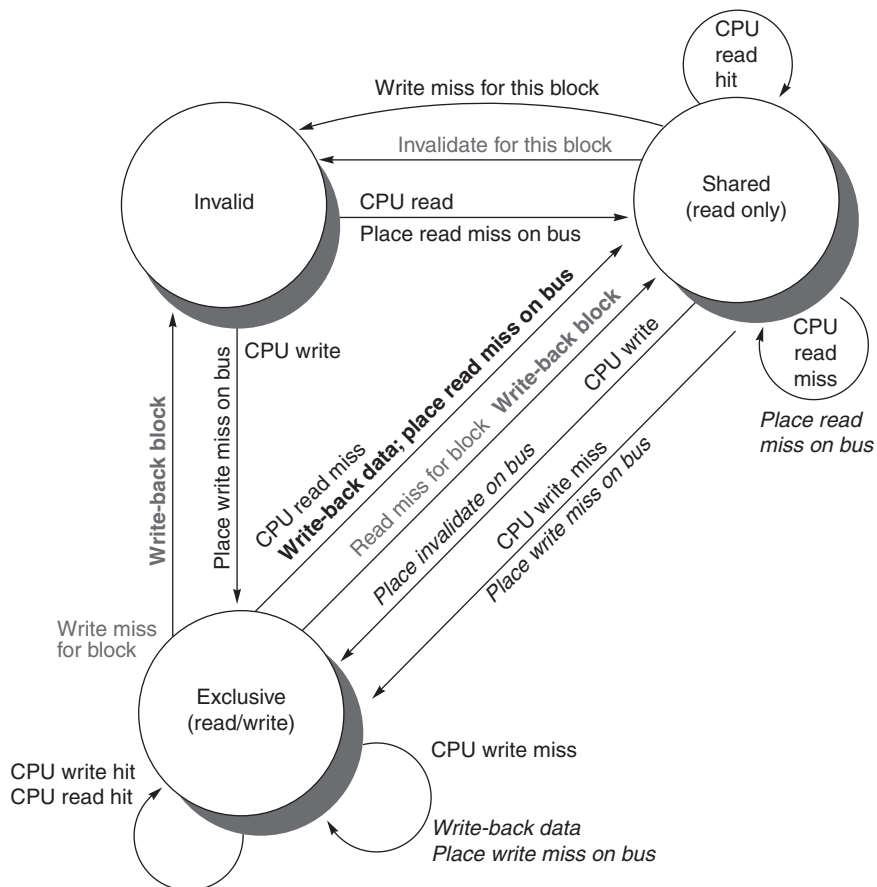 CPU
read
hit
Write miss for this block
Invalidate for this block
Invalid
Shared
(read only)
CPU read
Place read miss on bus
CPU write
Place write miss on bus
Write-back block
Write miss
for block
CPU read miss
Write-back data; place read miss on bus
Read miss for block Write-back block
CPU write
Place invalidate on bus
CPU write miss
Place write miss on bus
CPU
read
miss
Place read
miss on bus
Exclusive
(read/write)
CPU write hit
CPU read hit
CPU write miss
Write-back data
Place write miss on bus